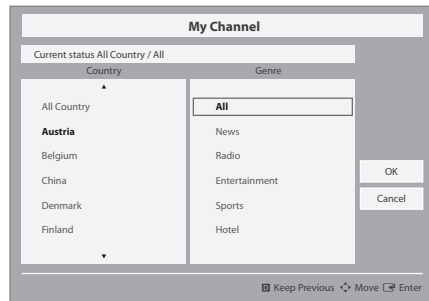 My Channel
Current status All Country / All
Country
Genre
All Country
Austria
Belgium
China
Denmark
Finland
All
News
Radio
Entertainment
Sports
Hotel
OK
Cancel
D Keep Previous Move Enter